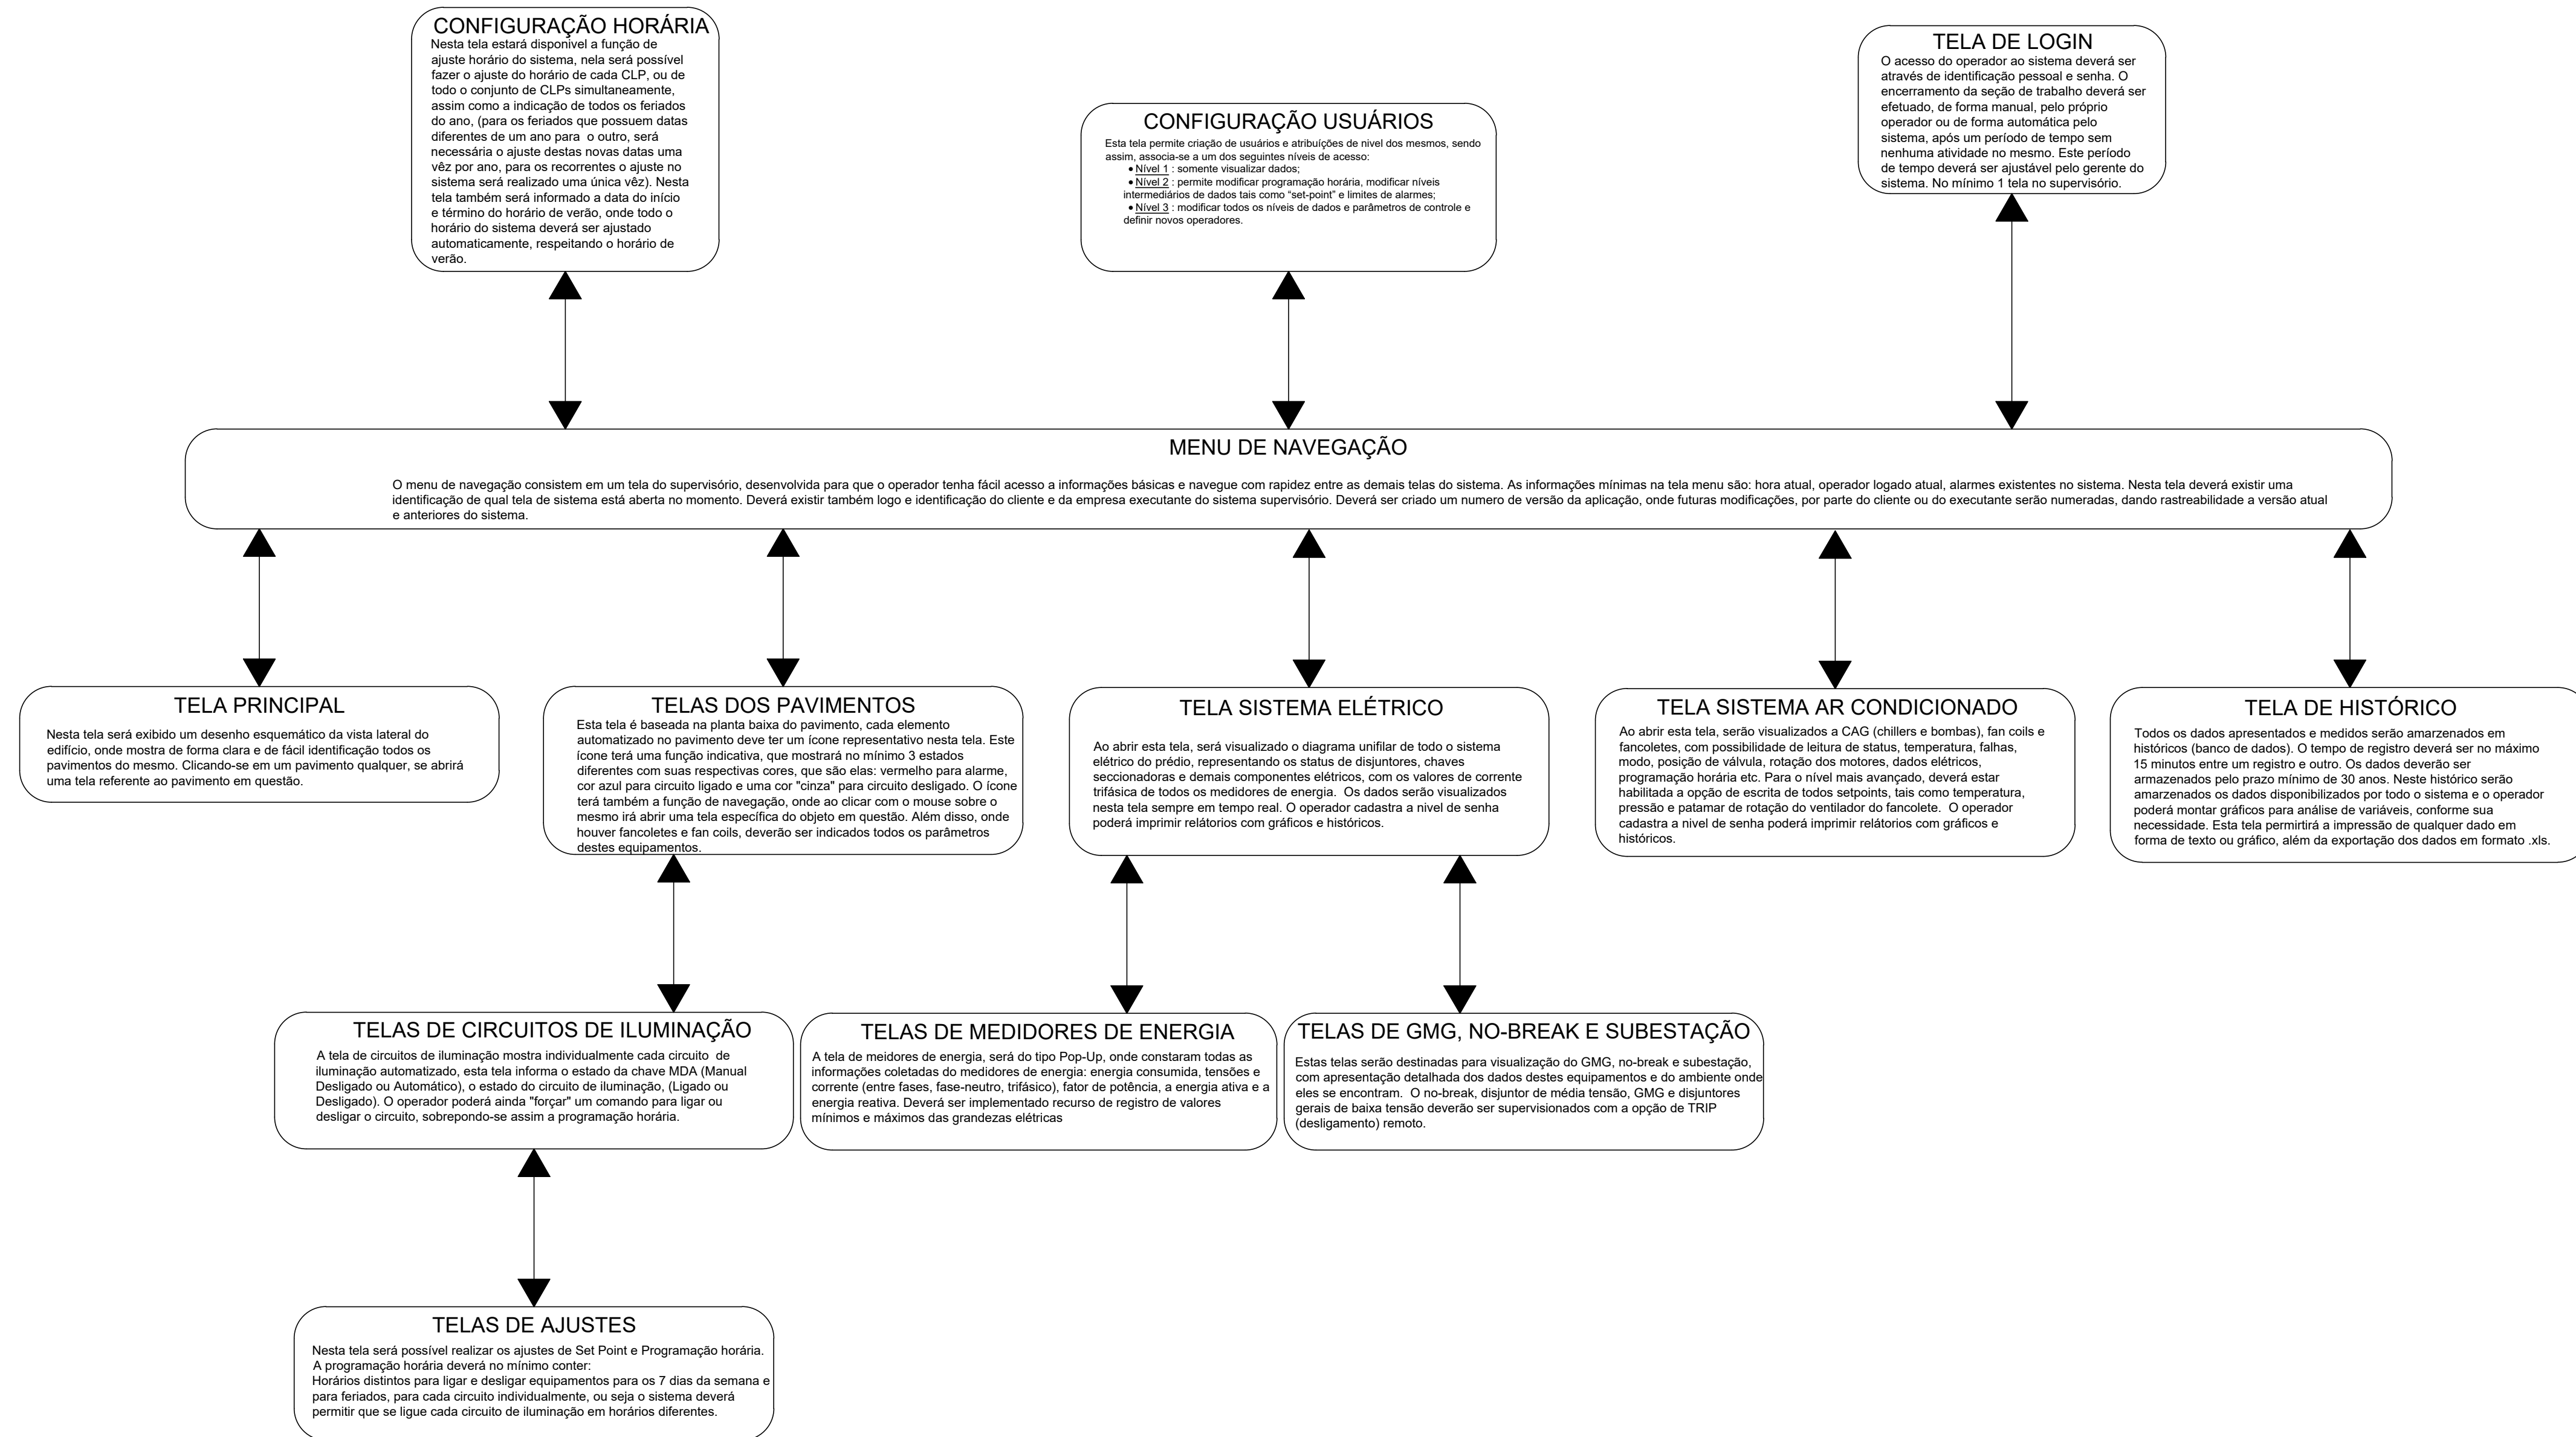 CONFIGURAÇÃO HORÁRIA
Nesta tela estará disponivel a função de
ajuste horário do sistema, nela será possível
fazer o ajuste do horário de cada CLP, ou de
todo o conjunto de CLPs simultaneamente,
assim como a indicação de todos os feriados
do ano, (para os feriados que possuem datas
diferentes de um ano para o outro, será
necessária o ajuste destas novas datas uma
vêz por ano, para os recorrentes o ajuste no
sistema será realizado uma única vêz). Nesta
tela também será informado a data do início
e término do horário de verão, onde todo o
horário do sistema deverá ser ajustado
automaticamente, respeitando o horário de
verão.
CONFIGURAÇÃO USUÁRIOS
Esta tela permite criação de usuários e atribuíções de nivel dos mesmos, sendo
assim, associa-se a um dos seguintes níveis de acesso:
• Nível 1 : somente visualizar dados;
• Nível 2 : permite modificar programação horária, modificar níveis
intermediários de dados tais como “set-point” e limites de alarmes;
• Nível 3 : modificar todos os níveis de dados e parâmetros de controle e
definir novos operadores.
TELA DE LOGIN
O acesso do operador ao sistema deverá ser
através de identificação pessoal e senha. O
encerramento da seção de trabalho deverá ser
efetuado, de forma manual, pelo próprio
operador ou de forma automática pelo
sistema, após um período de tempo sem
nenhuma atividade no mesmo. Este período
de tempo deverá ser ajustável pelo gerente do
sistema. No mínimo 1 tela no supervisório.
MENU DE NAVEGAÇÃO
O menu de navegação consistem em um tela do supervisório, desenvolvida para que o operador tenha fácil acesso a informações básicas e navegue com rapidez entre as demais telas do sistema. As informações mínimas na tela menu são: hora atual, operador logado atual, alarmes existentes no sistema. Nesta tela deverá existir uma
identificação de qual tela de sistema está aberta no momento. Deverá existir também logo e identificação do cliente e da empresa executante do sistema supervisório. Deverá ser criado um numero de versão da aplicação, onde futuras modificações, por parte do cliente ou do executante serão numeradas, dando rastreabilidade a versão atual
e anteriores do sistema.
TELA PRINCIPAL
Nesta tela será exibido um desenho esquemático da vista lateral do
edifício, onde mostra de forma clara e de fácil identificação todos os
pavimentos do mesmo. Clicando-se em um pavimento qualquer, se abrirá
uma tela referente ao pavimento em questão.
TELAS DOS PAVIMENTOS
Esta tela é baseada na planta baixa do pavimento, cada elemento
automatizado no pavimento deve ter um ícone representativo nesta tela. Este
ícone terá uma função indicativa, que mostrará no mínimo 3 estados
diferentes com suas respectivas cores, que são elas: vermelho para alarme,
cor azul para circuito ligado e uma cor "cinza" para circuito desligado. O ícone
terá também a função de navegação, onde ao clicar com o mouse sobre o
mesmo irá abrir uma tela específica do objeto em questão. Além disso, onde
houver fancoletes e fan coils, deverão ser indicados todos os parâmetros
destes equipamentos.
TELA SISTEMA ELÉTRICO
Ao abrir esta tela, será visualizado o diagrama unifilar de todo o sistema
elétrico do prédio, representando os status de disjuntores, chaves
seccionadoras e demais componentes elétricos, com os valores de corrente
trifásica de todos os medidores de energia. Os dados serão visualizados
nesta tela sempre em tempo real. O operador cadastra a nivel de senha
poderá imprimir relátorios com gráficos e históricos.
TELA SISTEMA AR CONDICIONADO
Ao abrir esta tela, serão visualizados a CAG (chillers e bombas), fan coils e
fancoletes, com possibilidade de leitura de status, temperatura, falhas,
modo, posição de válvula, rotação dos motores, dados elétricos,
programação horária etc. Para o nível mais avançado, deverá estar
habilitada a opção de escrita de todos setpoints, tais como temperatura,
pressão e patamar de rotação do ventilador do fancolete. O operador
cadastra a nivel de senha poderá imprimir relátorios com gráficos e
históricos.
TELA DE HISTÓRICO
Todos os dados apresentados e medidos serão amarzenados em
históricos (banco de dados). O tempo de registro deverá ser no máximo
15 minutos entre um registro e outro. Os dados deverão ser
armazenados pelo prazo mínimo de 30 anos. Neste histórico serão
amarzenados os dados disponibilizados por todo o sistema e o operador
poderá montar gráficos para análise de variáveis, conforme sua
necessidade. Esta tela permirtirá a impressão de qualquer dado em
forma de texto ou gráfico, além da exportação dos dados em formato .xls.
TELAS DE CIRCUITOS DE ILUMINAÇÃO
A tela de circuitos de iluminação mostra individualmente cada circuito de
iluminação automatizado, esta tela informa o estado da chave MDA (Manual
Desligado ou Automático), o estado do circuito de iluminação, (Ligado ou
Desligado). O operador poderá ainda "forçar" um comando para ligar ou
desligar o circuito, sobrepondo-se assim a programação horária.
TELAS DE MEDIDORES DE ENERGIA
A tela de meidores de energia, será do tipo Pop-Up, onde constaram todas as
informações coletadas do medidores de energia: energia consumida, tensões e
corrente (entre fases, fase-neutro, trifásico), fator de potência, a energia ativa e a
energia reativa. Deverá ser implementado recurso de registro de valores
mínimos e máximos das grandezas elétricas
TELAS DE GMG, NO-BREAK E SUBESTAÇÃO
Estas telas serão destinadas para visualização do GMG, no-break e subestação,
com apresentação detalhada dos dados destes equipamentos e do ambiente onde
eles se encontram. O no-break, disjuntor de média tensão, GMG e disjuntores
gerais de baixa tensão deverão ser supervisionados com a opção de TRIP
(desligamento) remoto.
TELAS DE AJUSTES
Nesta tela será possível realizar os ajustes de Set Point e Programação horária.
A programação horária deverá no mínimo conter:
Horários distintos para ligar e desligar equipamentos para os 7 dias da semana e
para feriados, para cada circuito individualmente, ou seja o sistema deverá
permitir que se ligue cada circuito de iluminação em horários diferentes.